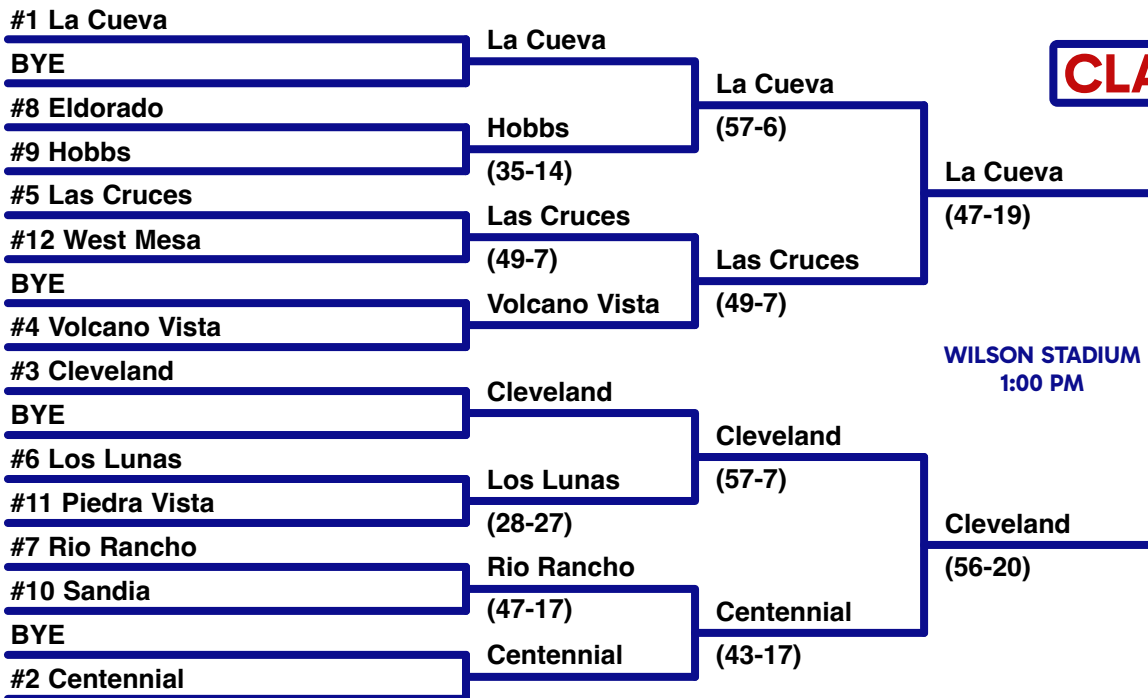 #1 La Cueva
BYE
#8 Eldorado
#9 Hobbs
#5 Las Cruces
#12 West Mesa
BYE
#4 Volcano Vista
#3 Cleveland
BYE
#6 Los Lunas
#11 Piedra Vista
#7 Rio Rancho
#10 Sandia
BYE
#2 Centennial
La Cueva
Hobbs
(35-14)
Las Cruces
(49-7)
Volcano Vista
Cleveland
Los Lunas
(28-27)
Rio Rancho
(47-17)
Centennial
La Cueva
(57-6)
Las Cruces
(49-7)
Cleveland
(57-7)
Centennial
(43-17)
La Cueva
(47-19)
WILSON STADIUM
1:00 PM
Cleveland
(56-20)